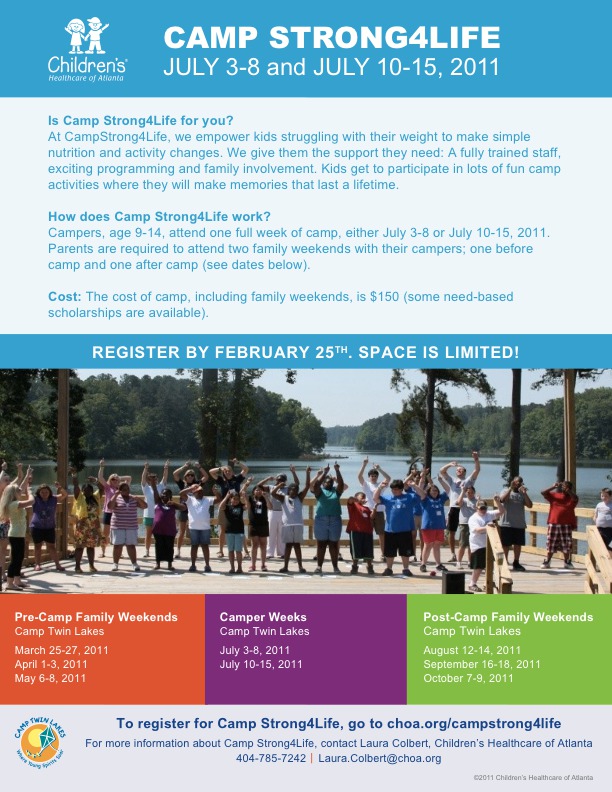 Children's
Healthcare of Atlanta
CAMP STRONG4LIFE
JULY 3-8 and JULY 10-15, 2011
Is Camp Strong4Life for you?
At CampStrong4Life, we empower kids struggling with their weight to make simple
nutrition and activity changes. We give them the support they need: A fully trained staff,
exciting programming and family involvement. Kids get to participate in lots of fun camp
activities where they will make memories that last a lifetime.
How does Camp Strong4Life work?
Campers, age 9-14, attend one full week of camp, either July 3-8 or July 10-15, 2011.
Parents are required to attend two family weekends with their campers; one before
camp and one after camp (see dates below).
Cost: The cost of camp, including family weekends, is $150 (some need-based
scholarships are available).
REGISTER BY FEBRUARY 25TH. SPACE IS LIMITED!
Pre-Camp Family Weekends
Camp Twin Lakes
March 25-27, 2011
April 1-3, 2011
May 6-8, 2011
Camper Weeks
Camp Twin Lakes
July 3-8, 2011
July 10-15, 2011
Post-Camp Family Weekends
Camp Twin Lakes
August 12-14, 2011
September 16-18, 2011
October 7-9, 2011
CAMP TWIN LAKES
Where Young Spirits Soar
To register for Camp Strong4Life, go to choa.org/campstrong4life
For more information about Camp Strong4Life, contact Laura Colbert, Children's Healthcare of Atlanta
404-785-7242 | Laura.Colbert@choa.org
©2011 Children's Healthcare of Atlanta